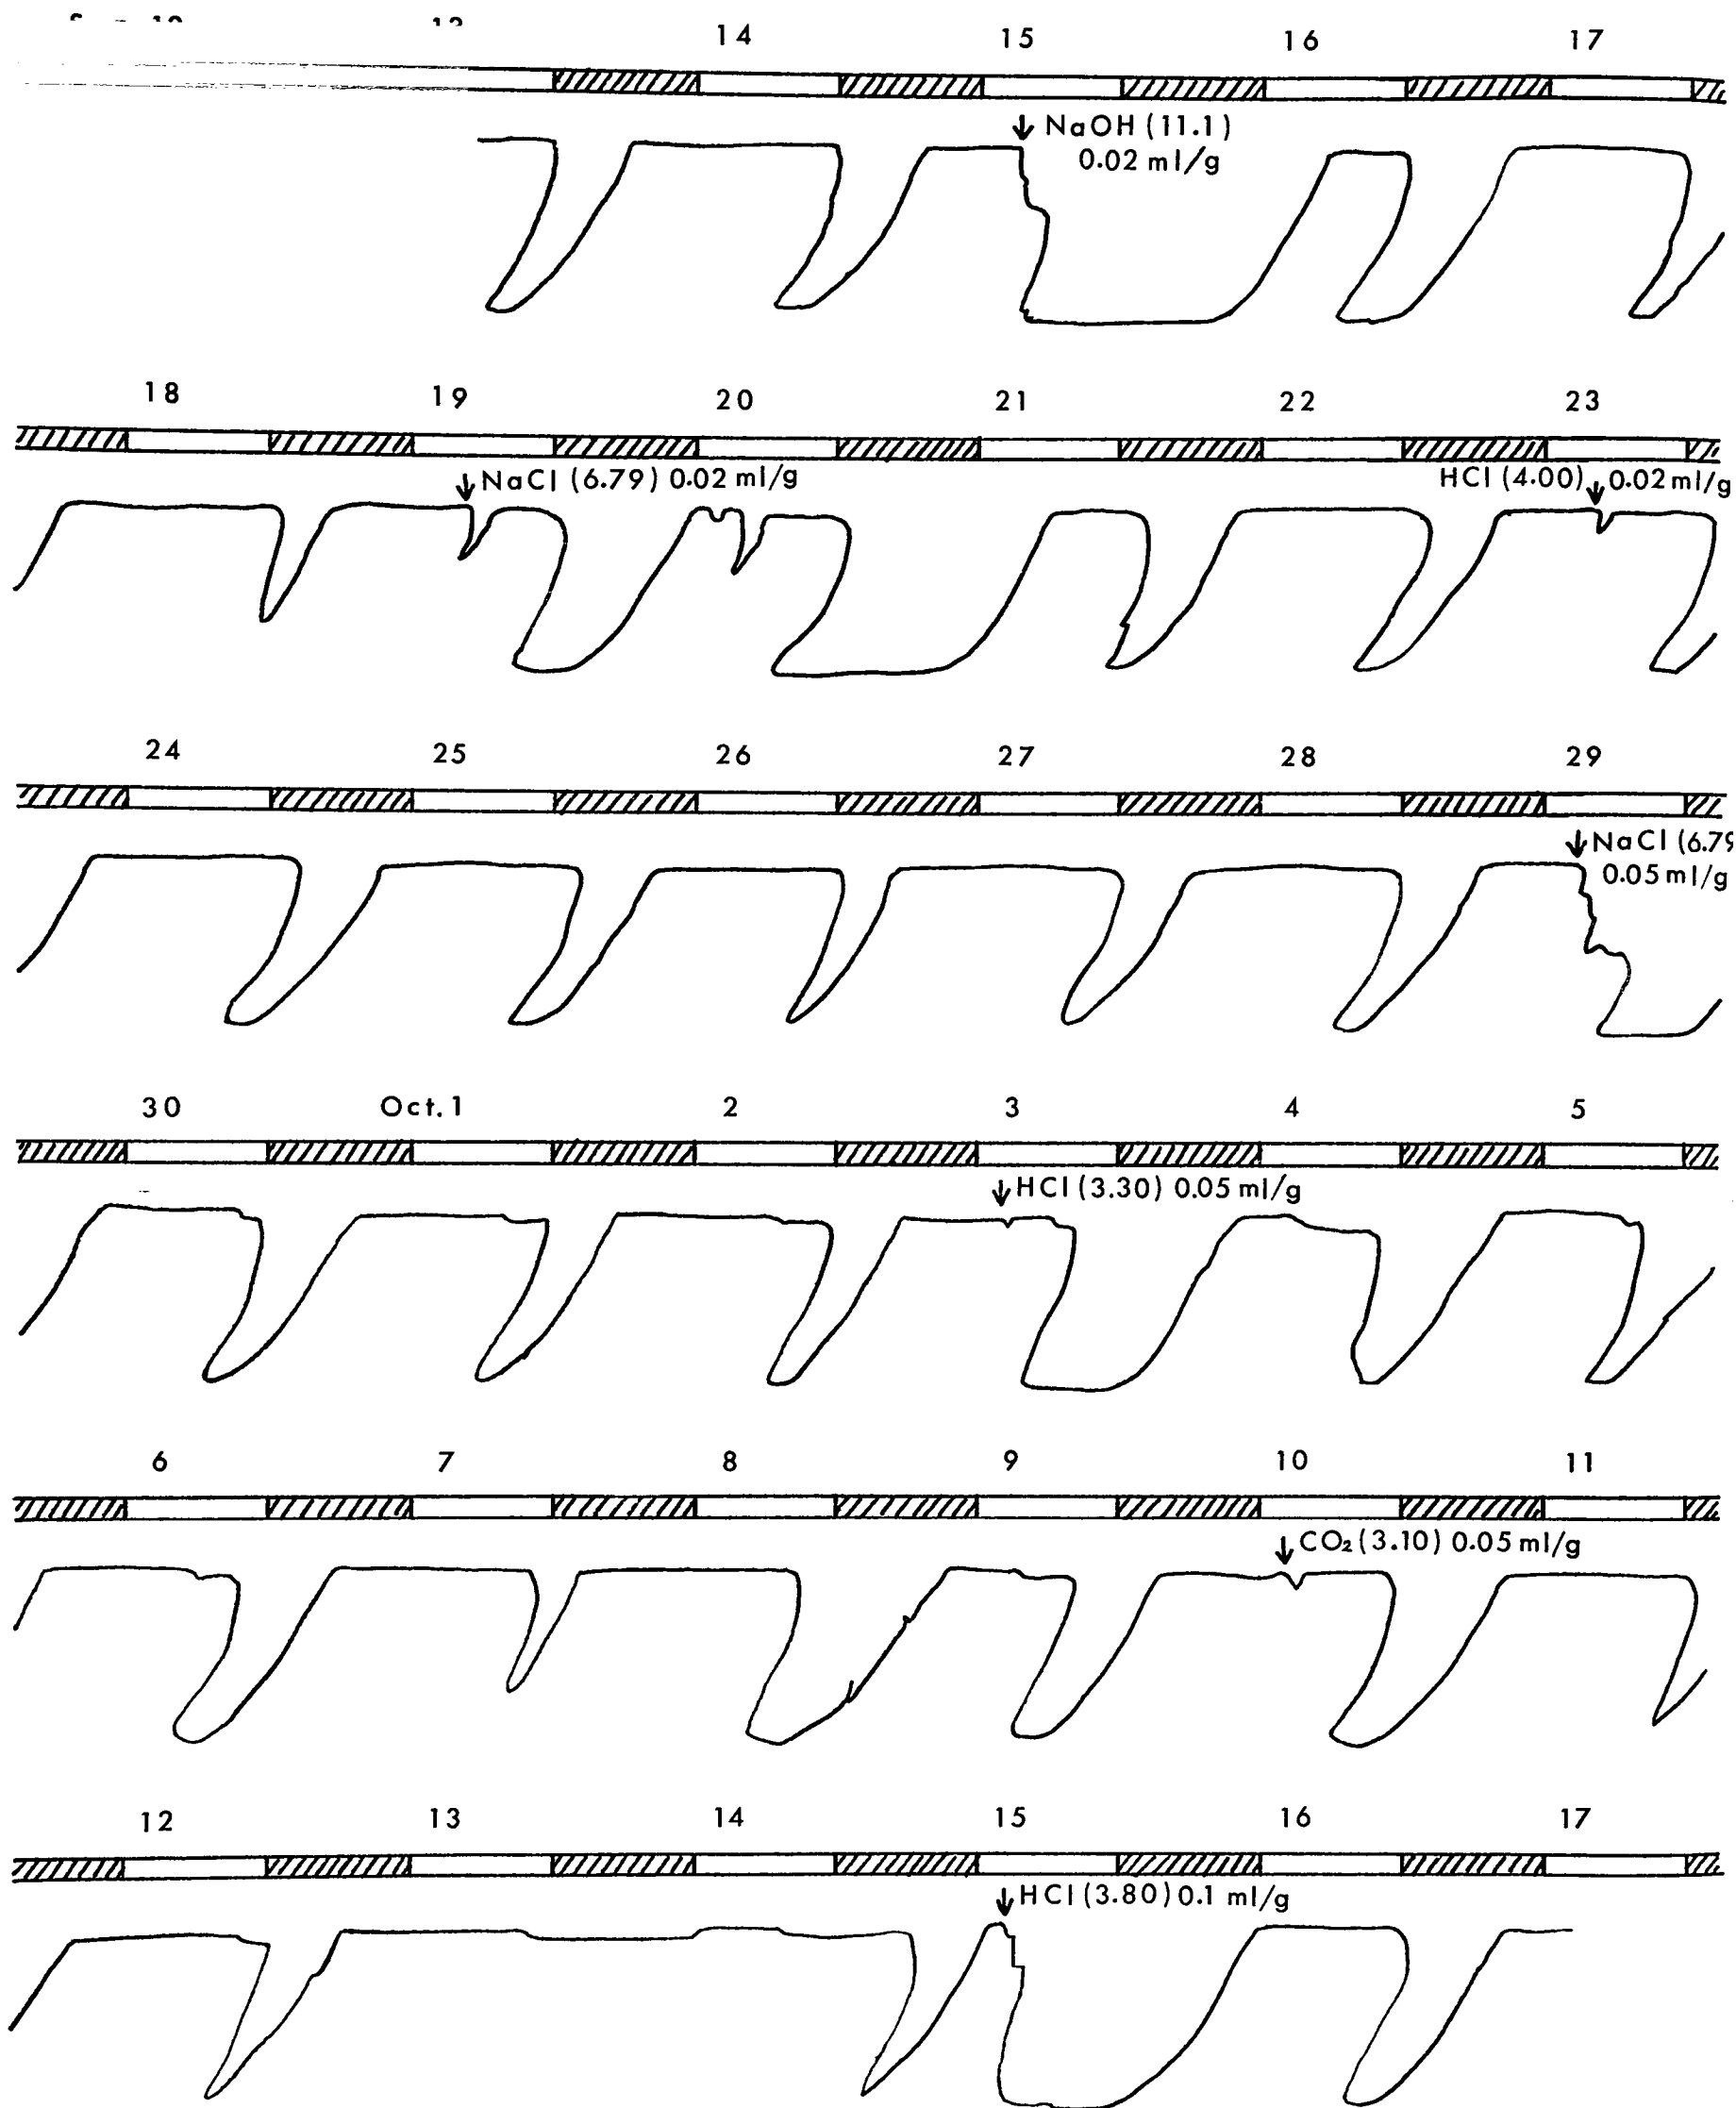 14 15 16 17
NaOH (11.1)
0.02 ml/g
18 19 20 21 22 23
NaCl (6.79) 0.02 ml/g HCl (4.00) 0.02 ml/g
24 25 26 27 28 29
NaCl (6.79
0.05 ml/g
30 Oct. 1 2 3 4 5
HCl (3.30) 0.05 ml/g
6 7 8 9 10 11
CO₂ (3.10) 0.05 ml/g
12 13 14 15 16 17
HCl (3.80) 0.1 ml/g